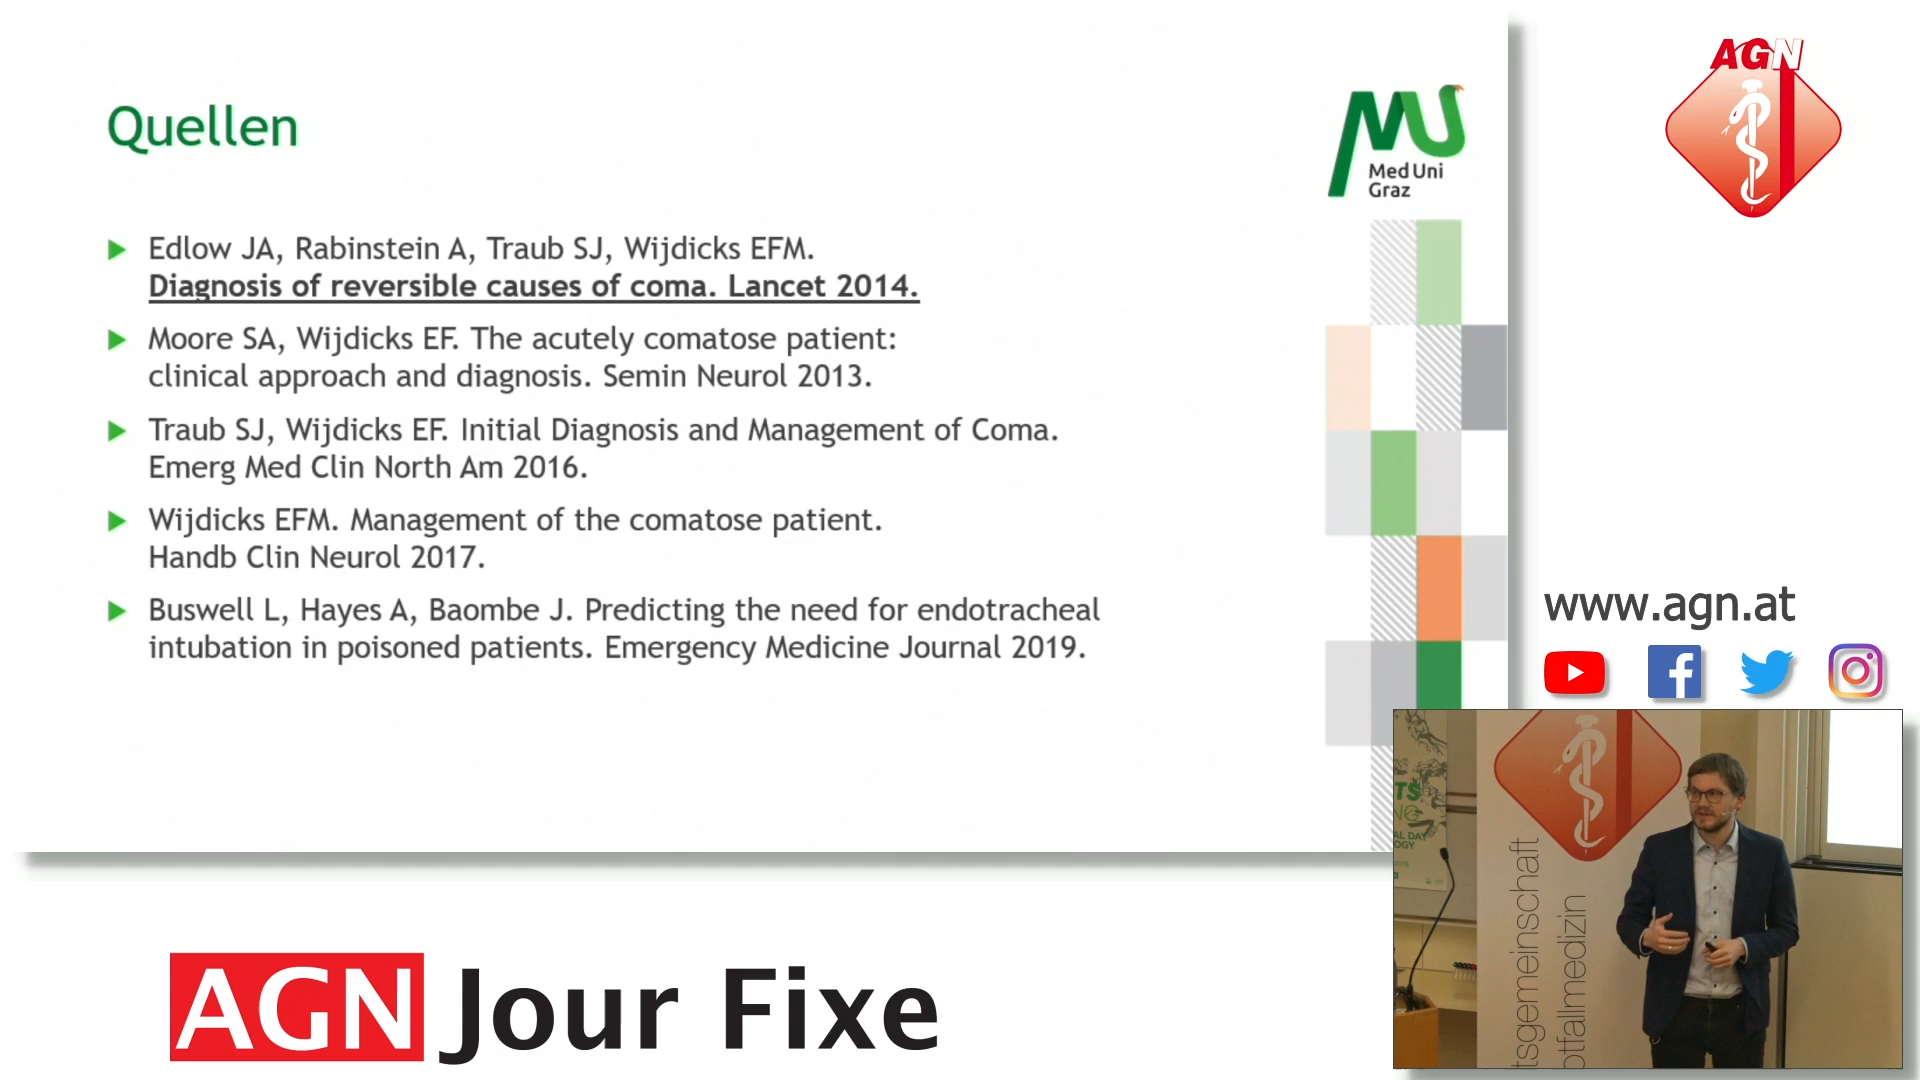 Quellen
Med Uni
Graz
Edlow JA, Rabinstein A, Traub SJ, Wijdicks EFM.
Diagnosis of reversible causes of coma. Lancet 2014.
Moore SA, Wijdicks EF. The acutely comatose patient:
clinical approach and diagnosis. Semin Neurol 2013.
Traub SJ, Wijdicks EF. Initial Diagnosis and Management of Coma.
Emerg Med Clin North Am 2016.
Wijdicks EFM. Management of the comatose patient.
Handb Clin Neurol 2017.
Buswell L, Hayes A, Baombe J. Predicting the need for endotracheal
intubation in poisoned patients. Emergency Medicine Journal 2019.
AGN
www.agn.at
AGN Jour Fixe
tsgemeinschaft
otfallmedizin